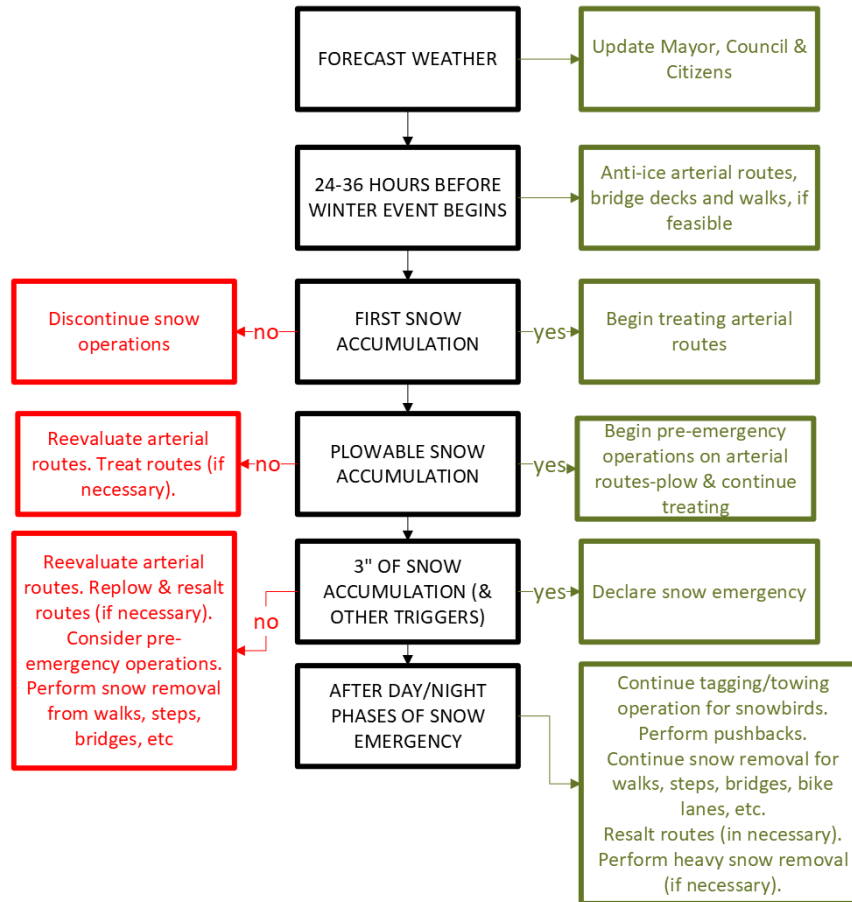 FORECAST WEATHER
Update Mayor, Council &
Citizens
24-36 HOURS BEFORE
WINTER EVENT BEGINS
Anti-ice arterial routes,
bridge decks and walks, if
feasible
Discontinue snow
operations
no
FIRST SNOW
ACCUMULATION
yes
Begin treating arterial
routes
Reevaluate arterial
routes. Treat routes (if
necessary).
no
PLOWABLE SNOW
ACCUMULATION
yes
Begin pre-emergency
operations on arterial
routes-plow & continue
treating
Reevaluate arterial
routes. Replow & resalt
routes (if necessary).
Consider pre-
emergency operations.
Perform snow removal
from walks, steps,
bridges, etc
no
3" OF SNOW
ACCUMULATION (&
OTHER TRIGGERS)
yes
Declare snow emergency
AFTER DAY/NIGHT
PHASES OF SNOW
EMERGENCY
Continue tagging/towing
operation for snowbirds.
Perform pushbacks.
Continue snow removal for
walks, steps, bridges, bike
lanes, etc.
Resalt routes (in necessary).
Perform heavy snow removal
(if necessary).